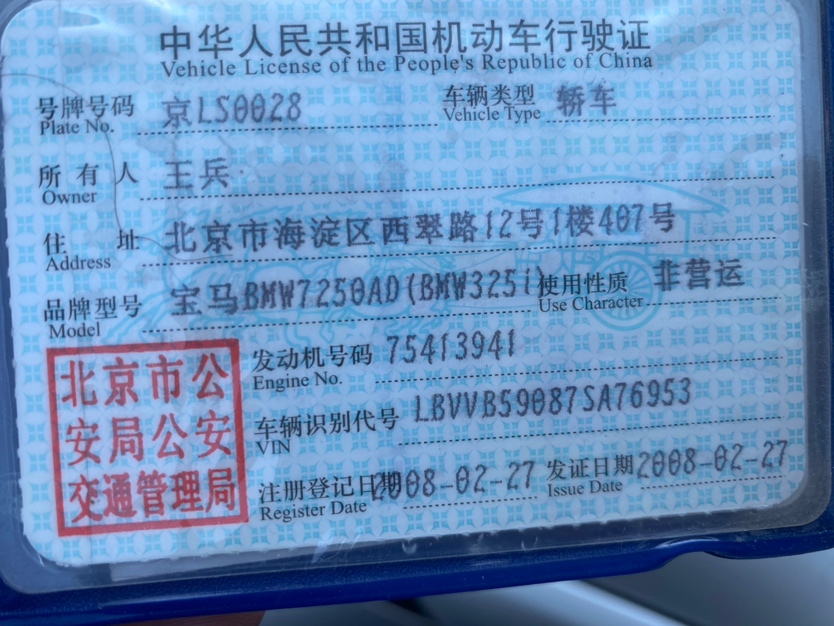 中华人民共和国机动车行驶证
Vehicle License of the People's Republic of China
号牌号码 京LS0028 车辆类型 轿车
Plate No. Vehicle Type
所有人 王兵
Owner
住址 北京市海淀区西翠路12号1楼407号
Address
品牌型号 宝马BMW7250AD(BMW325i) 使用性质 非营运
Model Use Character
发动机号码 75413941
Engine No.
车辆识别代号 LBVVB59087SA76953
VIN
注册登记日期 2008-02-27 发证日期 2008-02-27
Register Date Issue Date
北京市公
安局公安
交通管理局